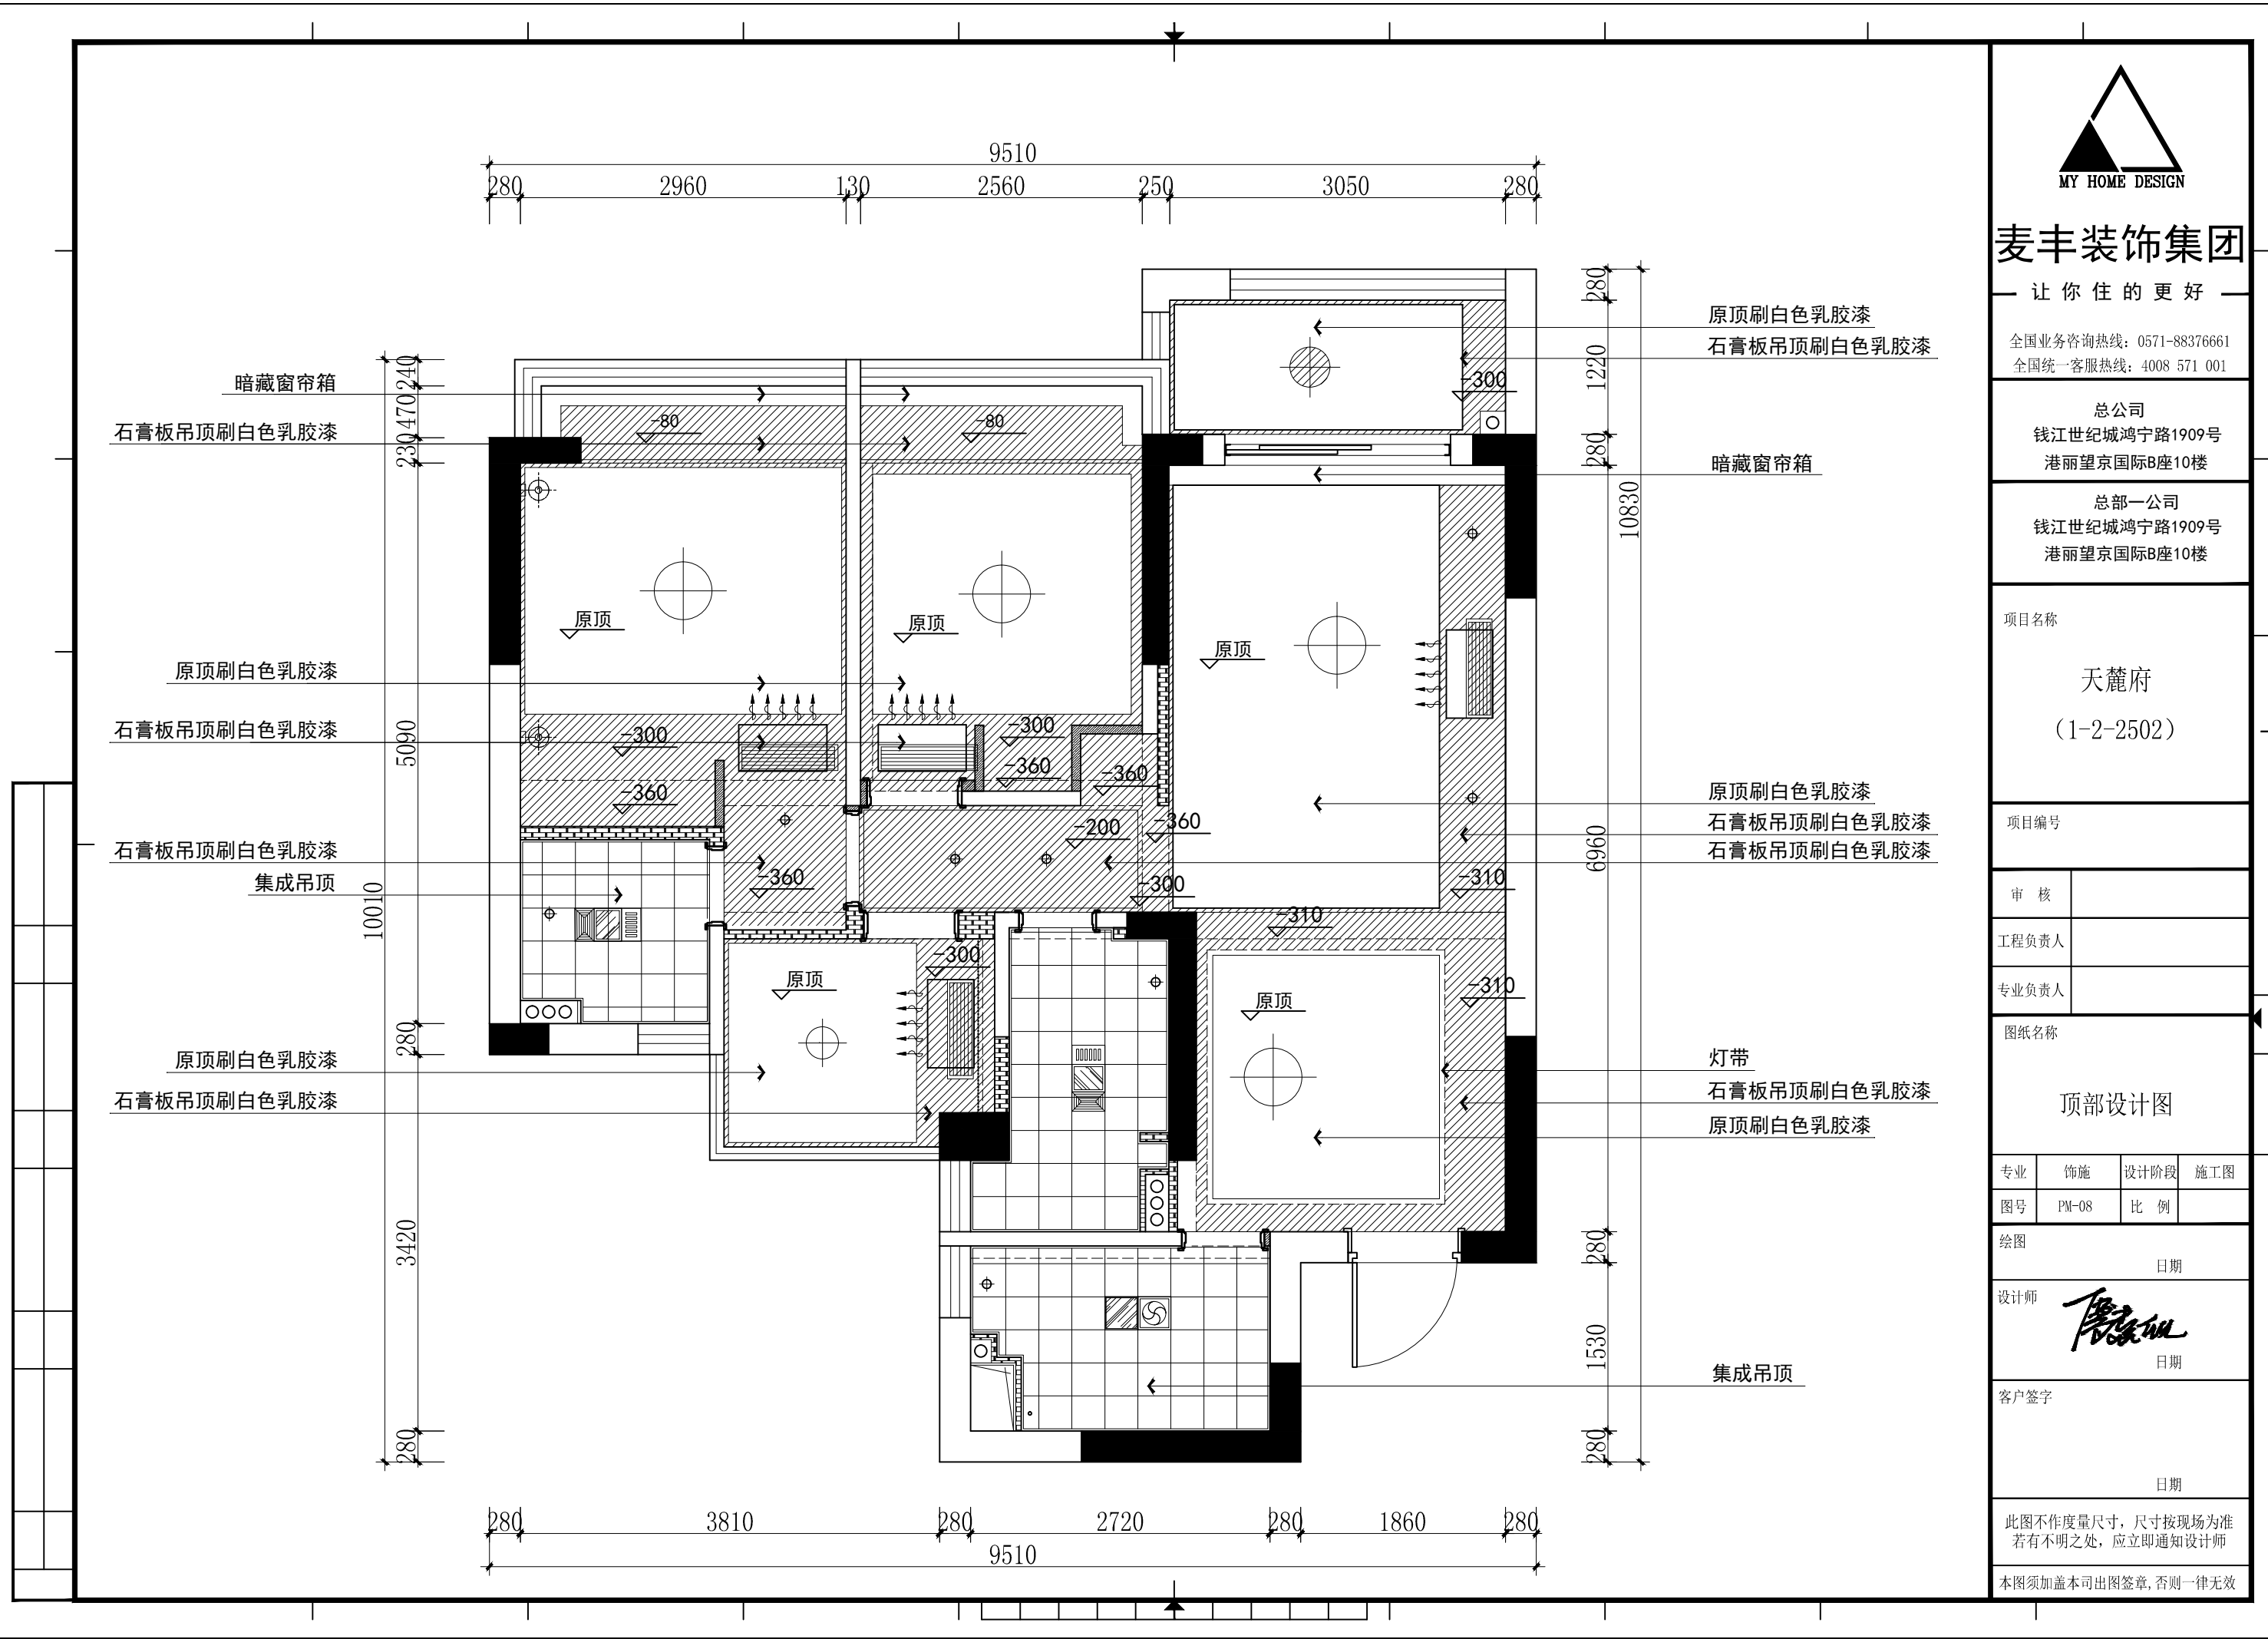 9510
280 2960 130 2560 250 3050 280
280
1220
280
10830
6960
280
1530
280
240
470
230
5090
10010
280
3420
280
暗藏窗帘箱
石膏板吊顶刷白色乳胶漆
原顶刷白色乳胶漆
石膏板吊顶刷白色乳胶漆
石膏板吊顶刷白色乳胶漆
集成吊顶
原顶刷白色乳胶漆
石膏板吊顶刷白色乳胶漆
原顶刷白色乳胶漆
石膏板吊顶刷白色乳胶漆
暗藏窗帘箱
原顶刷白色乳胶漆
石膏板吊顶刷白色乳胶漆
石膏板吊顶刷白色乳胶漆
灯带
石膏板吊顶刷白色乳胶漆
原顶刷白色乳胶漆
集成吊顶
-300
-80
-80
原顶
原顶
原顶
-300
-300
-360
-360
-360
-200
-360
-360
-300
-310
-310
-300
原顶
原顶
-310
280 3810 280 2720 280 1860 280
9510
MY HOME DESIGN
麦丰装饰集团
让你住的更好
全国业务咨询热线：0571-88376661
全国统一客服热线：4008 571 001
总公司
钱江世纪城鸿宁路1909号
港丽望京国际B座10楼
总部一公司
钱江世纪城鸿宁路1909号
港丽望京国际B座10楼
项目名称
天麓府
（1-2-2502）
项目编号
审 核
工程负责人
专业负责人
图纸名称
顶部设计图
专业 饰施 设计阶段 施工图
图号 PM-08 比 例
绘图
日期
设计师
日期
客户签字
日期
此图不作度量尺寸，尺寸按现场为准
若有不明之处，应立即通知设计师
本图须加盖本司出图签章,否则一律无效